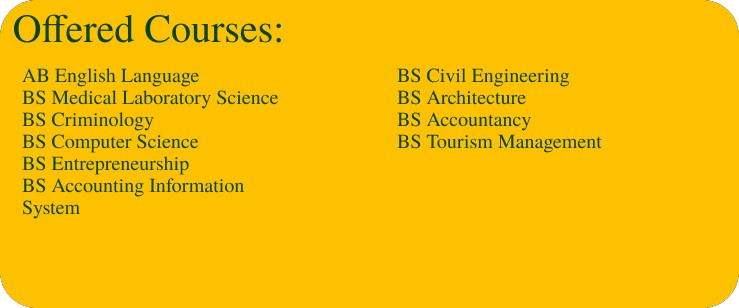 Offered Courses:
AB English Language
BS Medical Laboratory Science
BS Criminology
BS Computer Science
BS Entrepreneurship
BS Accounting Information
System
BS Civil Engineering
BS Architecture
BS Accountancy
BS Tourism Management